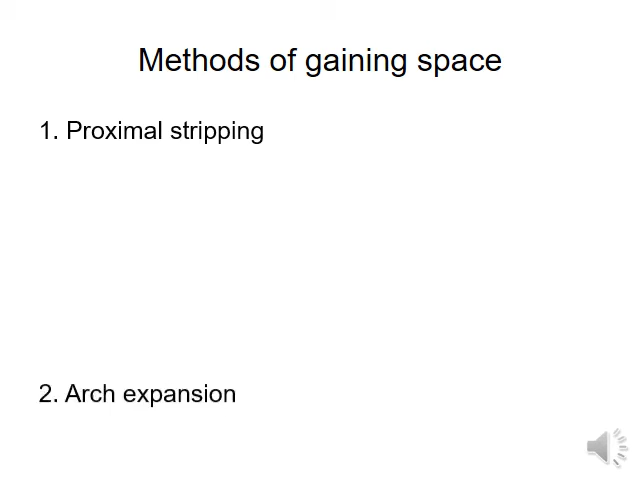 Methods of gaining space
1. Proximal stripping
2. Arch expansion